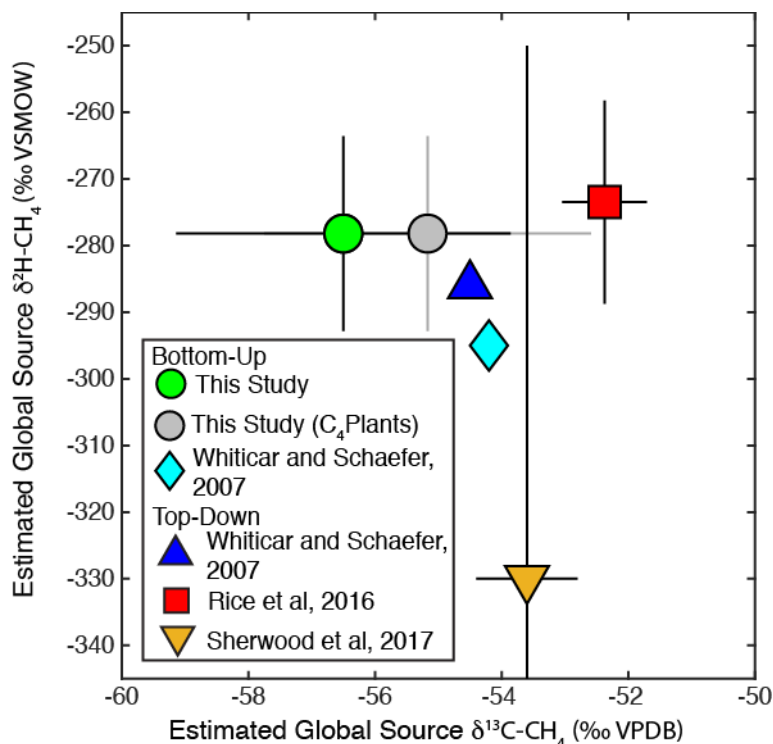 -250
-260
-270
-280
-290
-300
-310
-320
-330
-340
Estimated Global Source δ²H-CH₄ (‰ VSMOW)
Bottom-Up
This Study
This Study (C₄Plants)
Whiticar and Schaefer,
2007
Top-Down
Whiticar and Schaefer,
2007
Rice et al, 2016
Sherwood et al, 2017
-60 -58 -56 -54 -52 -50
Estimated Global Source δ¹³C-CH₄ (‰ VPDB)